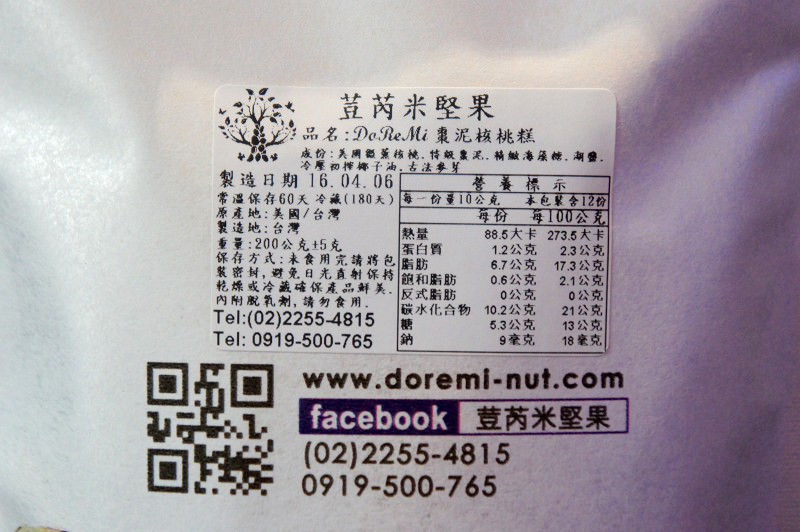 荳芮米堅果
品名:DoReMi 棗泥核桃糕
成份:美國嚴蕉核桃.特級棗泥.精緻海藻糖.湖鹽.
冷壓初榨椰子油.古法麥芽
製造日期 16.04.06
常溫保存60天 冷藏(180天)
原產地:美國/台灣
製造地:台灣
重量:200公克±5克
保存方式:未食用完請將包
裝密封,避免日光直射保持
乾燥或冷藏確保產品鮮美.
內附脫氧劑,請勿食用.
Tel:(02)2255-4815
Tel: 0919-500-765
營養標示
每一份量10公克 本包裝含12份
每份 每100公克
熱量 88.5大卡 273.5大卡
蛋白質 1.2公克 2.3公克
脂肪 6.7公克 17.3公克
飽和脂肪 0.6公克 2.1公克
反式脂肪 0公克 0公克
碳水化合物 10.2公克 21公克
糖 5.3公克 13公克
鈉 9毫克 18毫克
www.doremi-nut.com
facebook 荳芮米堅果
(02)2255-4815
0919-500-765